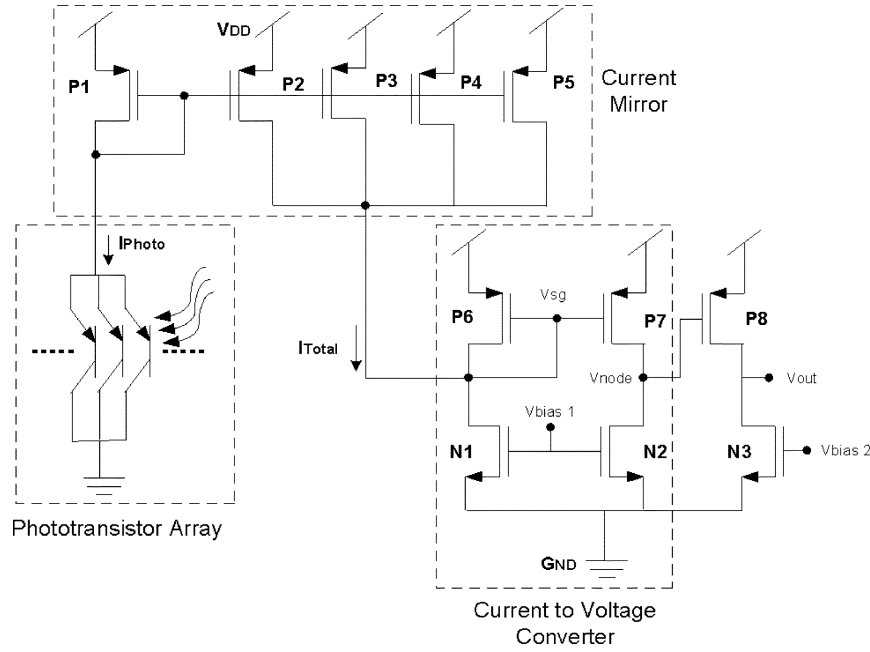 VDD
P1
P2
P3
P4
P5
Current
Mirror
IPhoto
ITotal
Vsg
P6
P7
P8
Vnode
Vout
Vbias 1
N1
N2
N3
Vbias 2
GND
Phototransistor Array
Current to Voltage
Converter